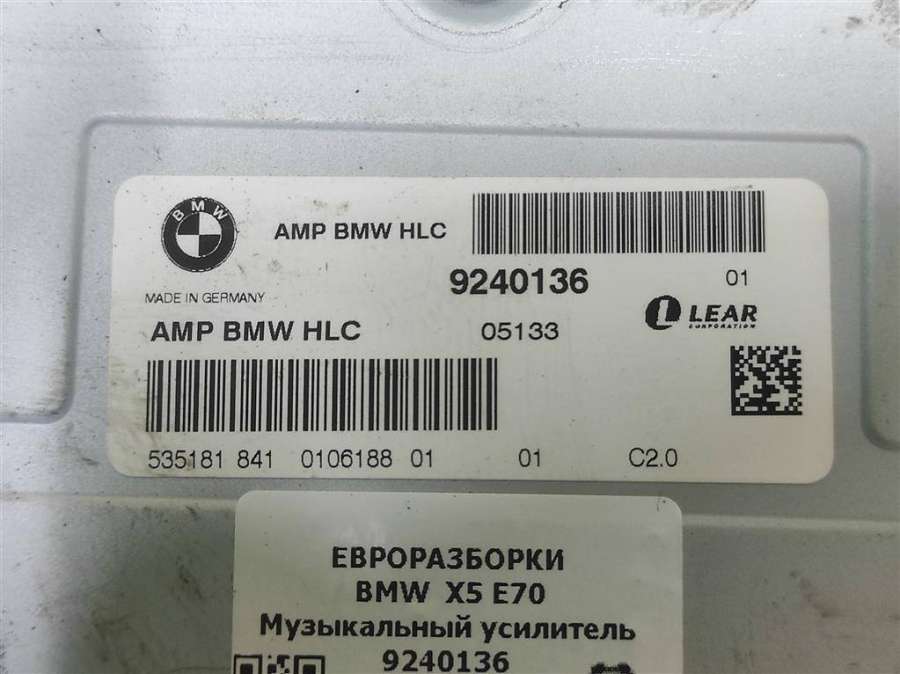 BMW
AMP BMW HLC
9240136 01
MADE IN GERMANY
AMP BMW HLC 05133
LEAR
CORPORATION
535181 841 0106188 01 01 C2.0
ЕВРОРАЗБОРКИ
BMW X5 E70
Музыкальный усилитель
9240136